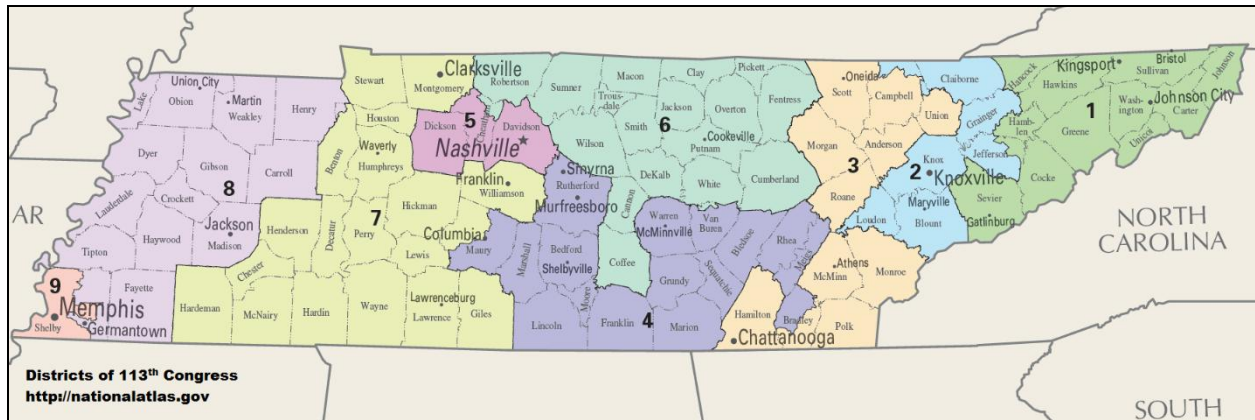 Lake
Union City
Obion
Martin
Weakley
Henry
Dyer
Gibson
Carroll
Lauderdale
Crockett
8
Jackson
Madison
Haywood
Tipton
Fayette
9
Memphis
Germantown
Shelby
AR
Stewart
Clarksville
Montgomery
Houston
Benton
Waverly
Humphreys
Hickman
Franklin
Williamson
7
Perry
Decatur
Henderson
Chester
Lewis
Hardeman
McNairy
Hardin
Wayne
Lawrenceburg
Lawrence
Giles
5
Dickson
Cheatham
Davidson
Nashville
Robertson
Sumner
Macon
Clay
Pickett
Trous-
dale
Jackson
Overton
Fentress
Smith
6
Cookeville
Putnam
Wilson
DeKalb
White
Cumberland
Cannon
Coffee
Smyrna
Rutherford
Murfreesboro
Columbia
Maury
Marshall
Bedford
Shelbyville
Moore
Lincoln
Franklin
4
Marion
Grundy
Warren
McMinnville
Van
Buren
Sequatchie
Bledsoe
Rhea
Meigs
Bradley
Oneida
Scott
Campbell
Union
Morgan
Anderson
3
Roane
Athens
McMinn
Monroe
Polk
Hamilton
Chattanooga
Claiborne
Grainger
Jefferson
Knox
2
Knoxville
Maryville
Loudon
Blount
Hancock
Kingsport
Bristol
Sullivan
Johnson
Hawkins
1
Wash-
ington
Johnson City
Carter
Unicoi
Greene
Ham-
blen
Cocke
Sevier
Gatlinburg
NORTH
CAROLINA
SOUTH
Districts of 113th Congress
http://nationalatlas.gov